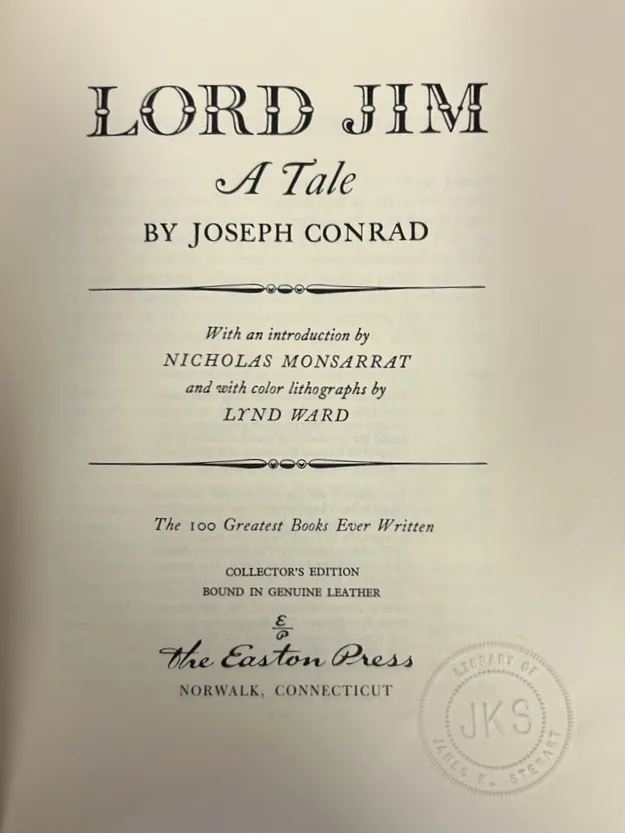 LORD JIM
A Tale
BY JOSEPH CONRAD
With an introduction by
NICHOLAS MONSARRAT
and with color lithographs by
LYND WARD
The 100 Greatest Books Ever Written
COLLECTOR'S EDITION
BOUND IN GENUINE LEATHER
E
P
The Easton Press
NORWALK, CONNECTICUT
LIBRARY OF
JKS
JAMES K. STEWART